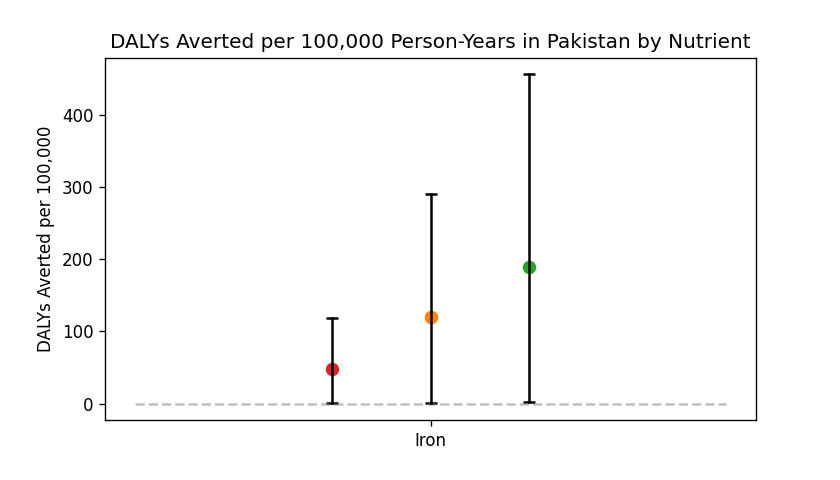 DALYs Averted per 100,000 Person-Years in Pakistan by Nutrient
DALYs Averted per 100,000
400
300
200
100
0
Iron